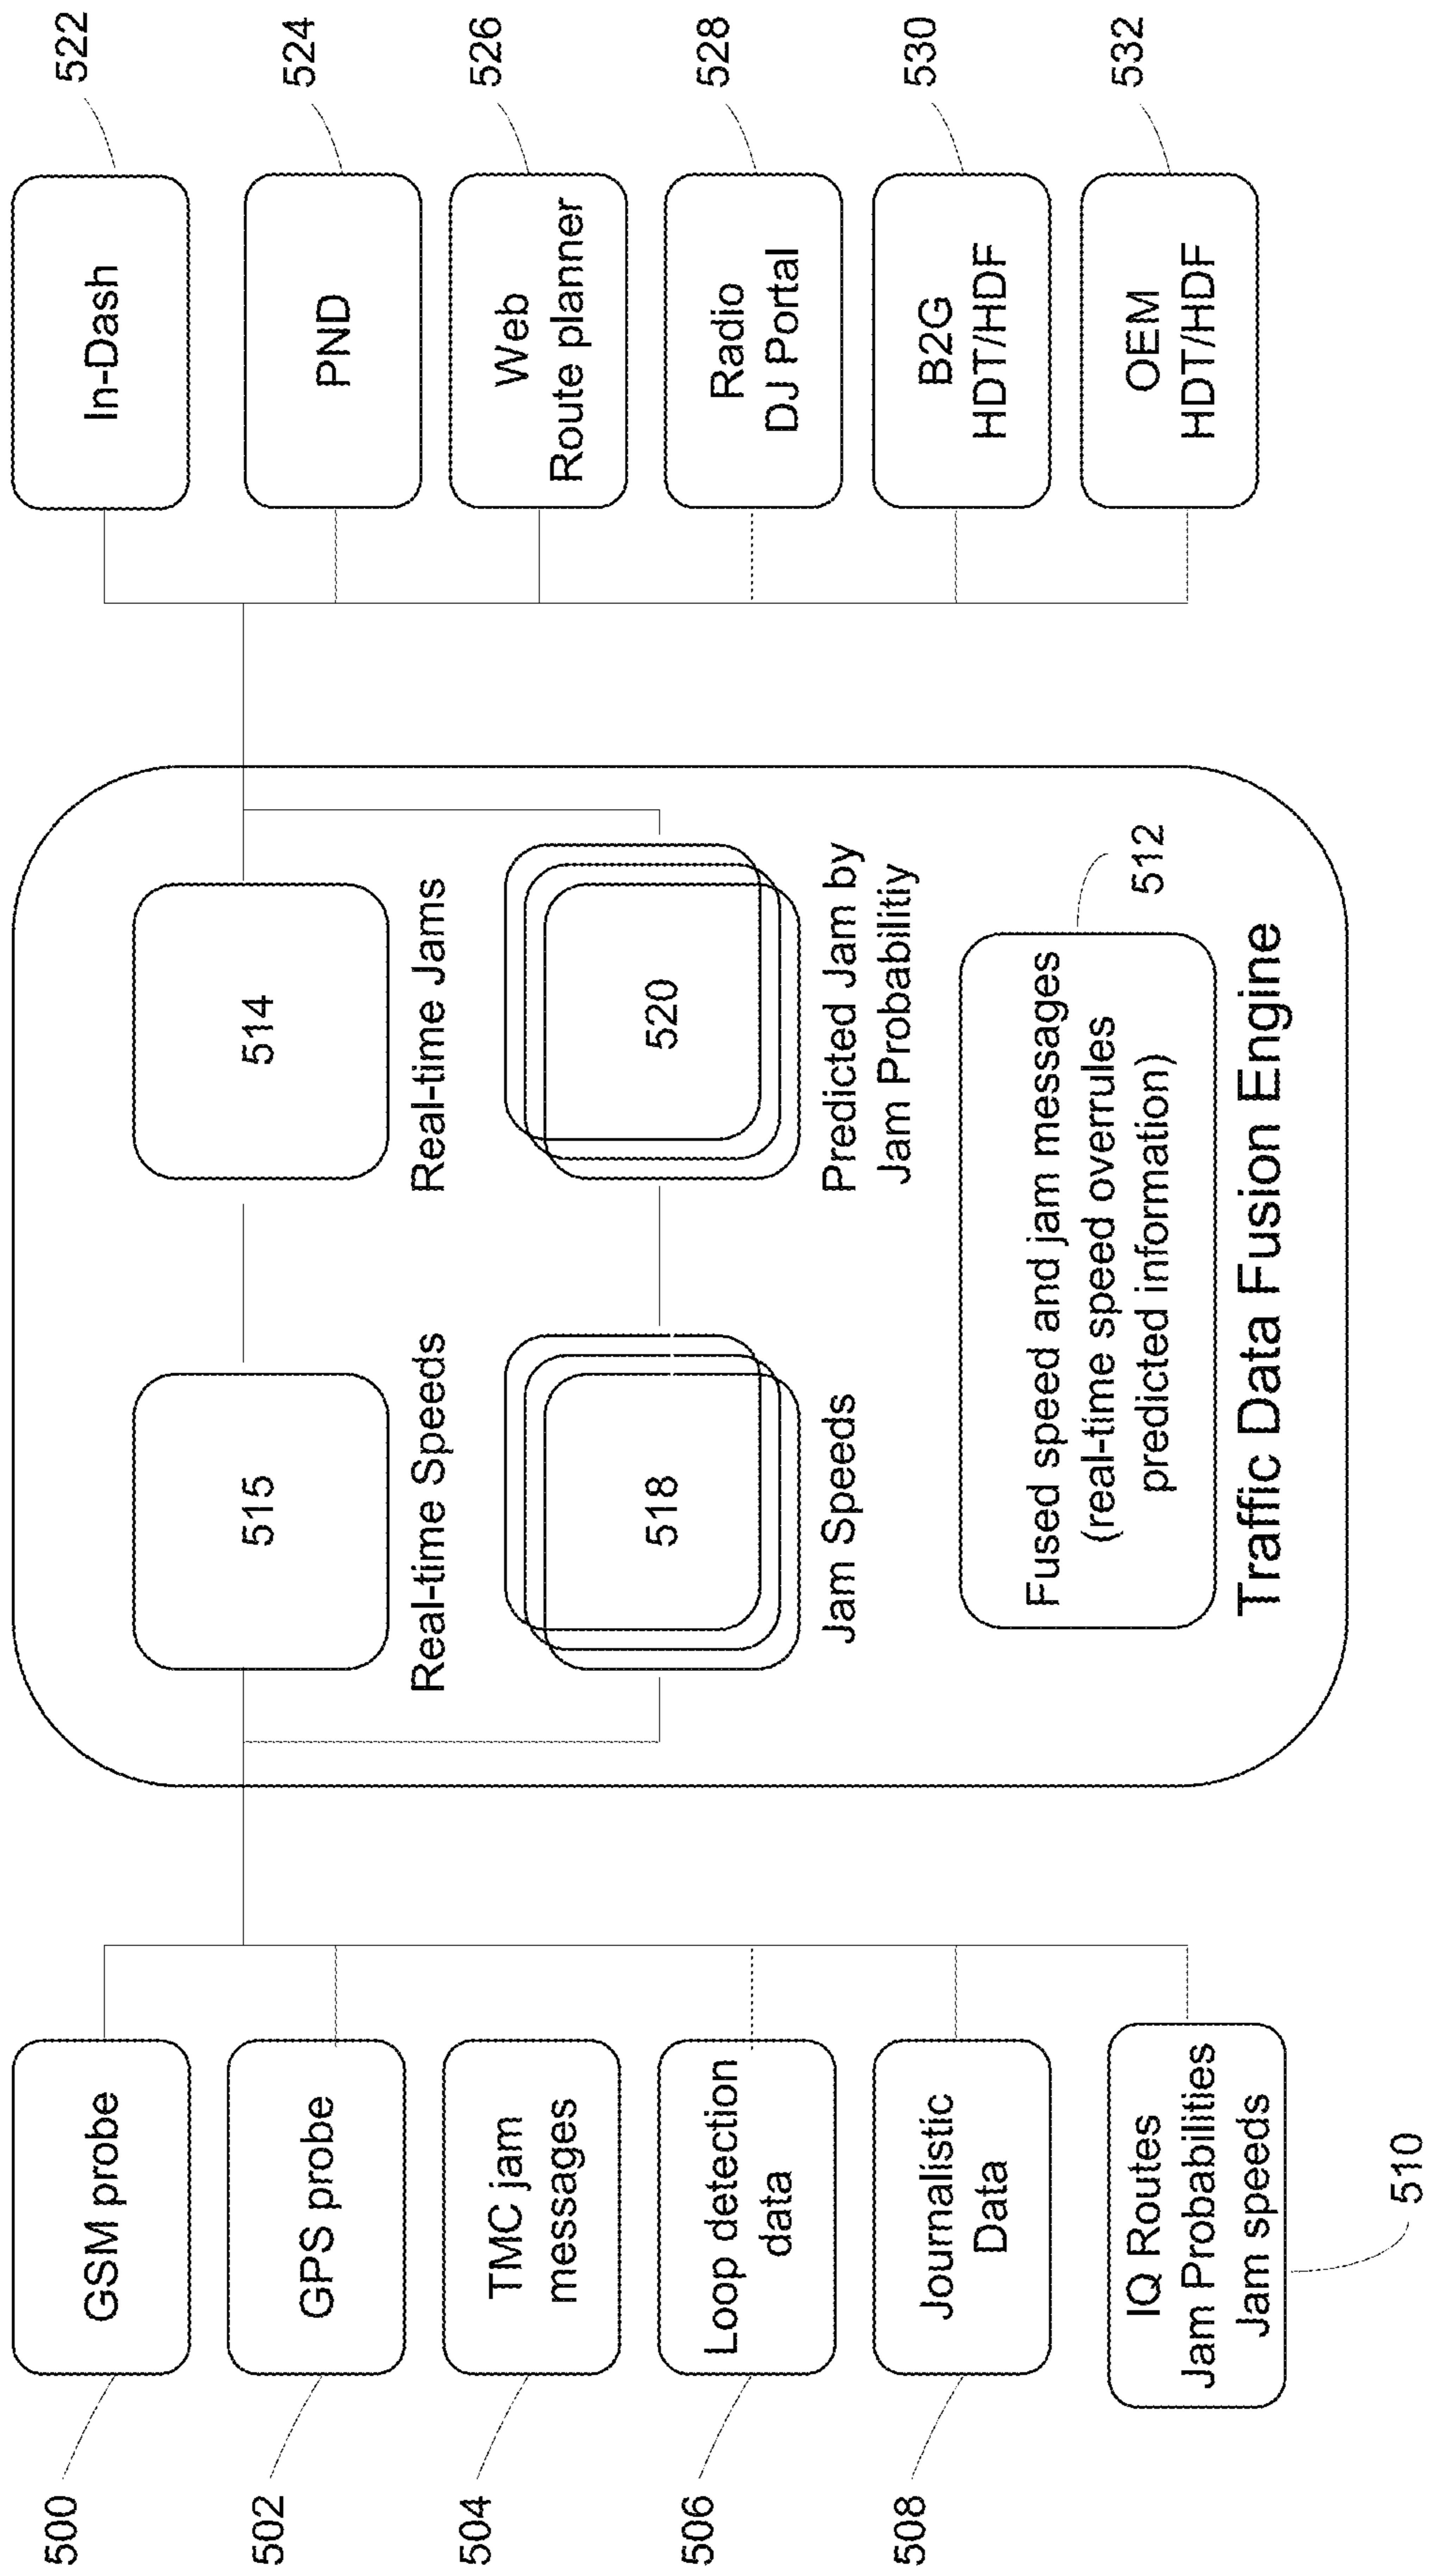 500
GSM probe
502
GPS probe
504
TMC jam
messages
506
Loop detection
data
508
Journalistic
Data
IQ Routes
Jam Probabilities
Jam speeds
510
515
Real-time Speeds
514
Real-time Jams
518
Jam Speeds
520
Predicted Jam by
Jam Probabilitiy
Fused speed and jam messages
(real-time speed overrules
predicted information)
512
Traffic Data Fusion Engine
In-Dash
522
PND
524
Web
Route planner
526
Radio
DJ Portal
528
B2G
HDT/HDF
530
OEM
HDT/HDF
532